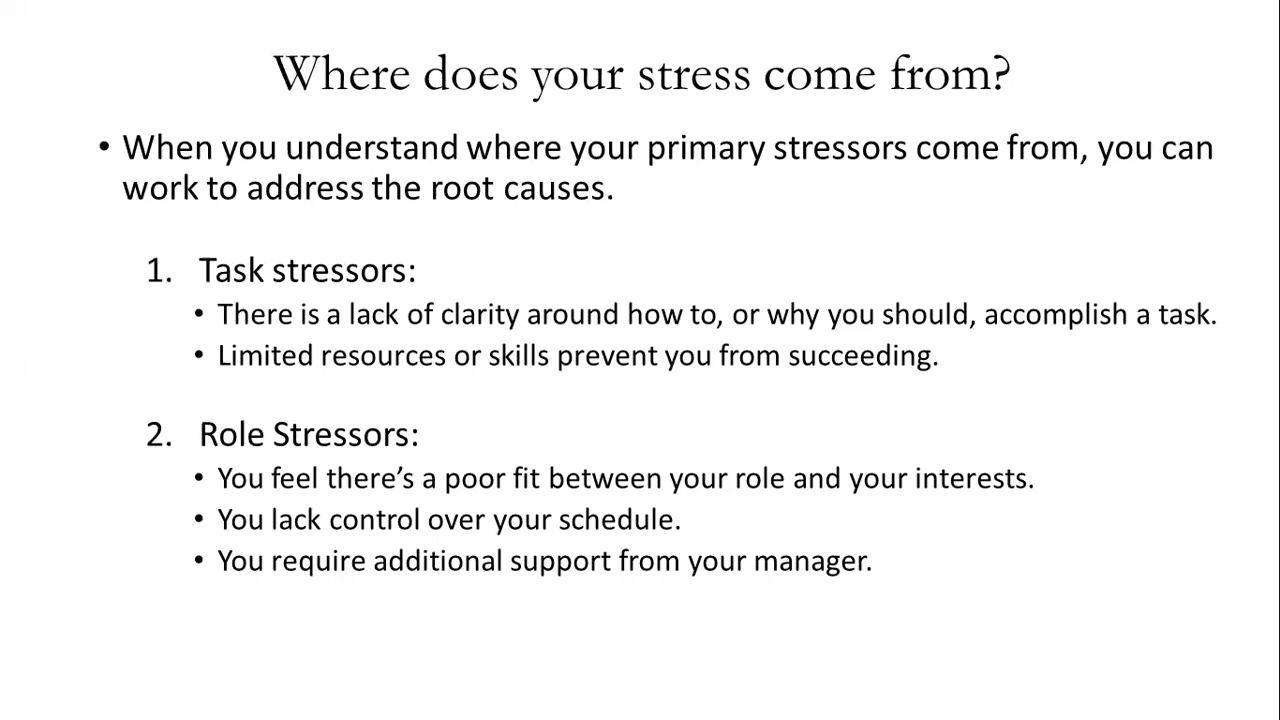 Where does your stress come from?
• When you understand where your primary stressors come from, you can
work to address the root causes.
1. Task stressors:
• There is a lack of clarity around how to, or why you should, accomplish a task.
• Limited resources or skills prevent you from succeeding.
2. Role Stressors:
• You feel there’s a poor fit between your role and your interests.
• You lack control over your schedule.
• You require additional support from your manager.